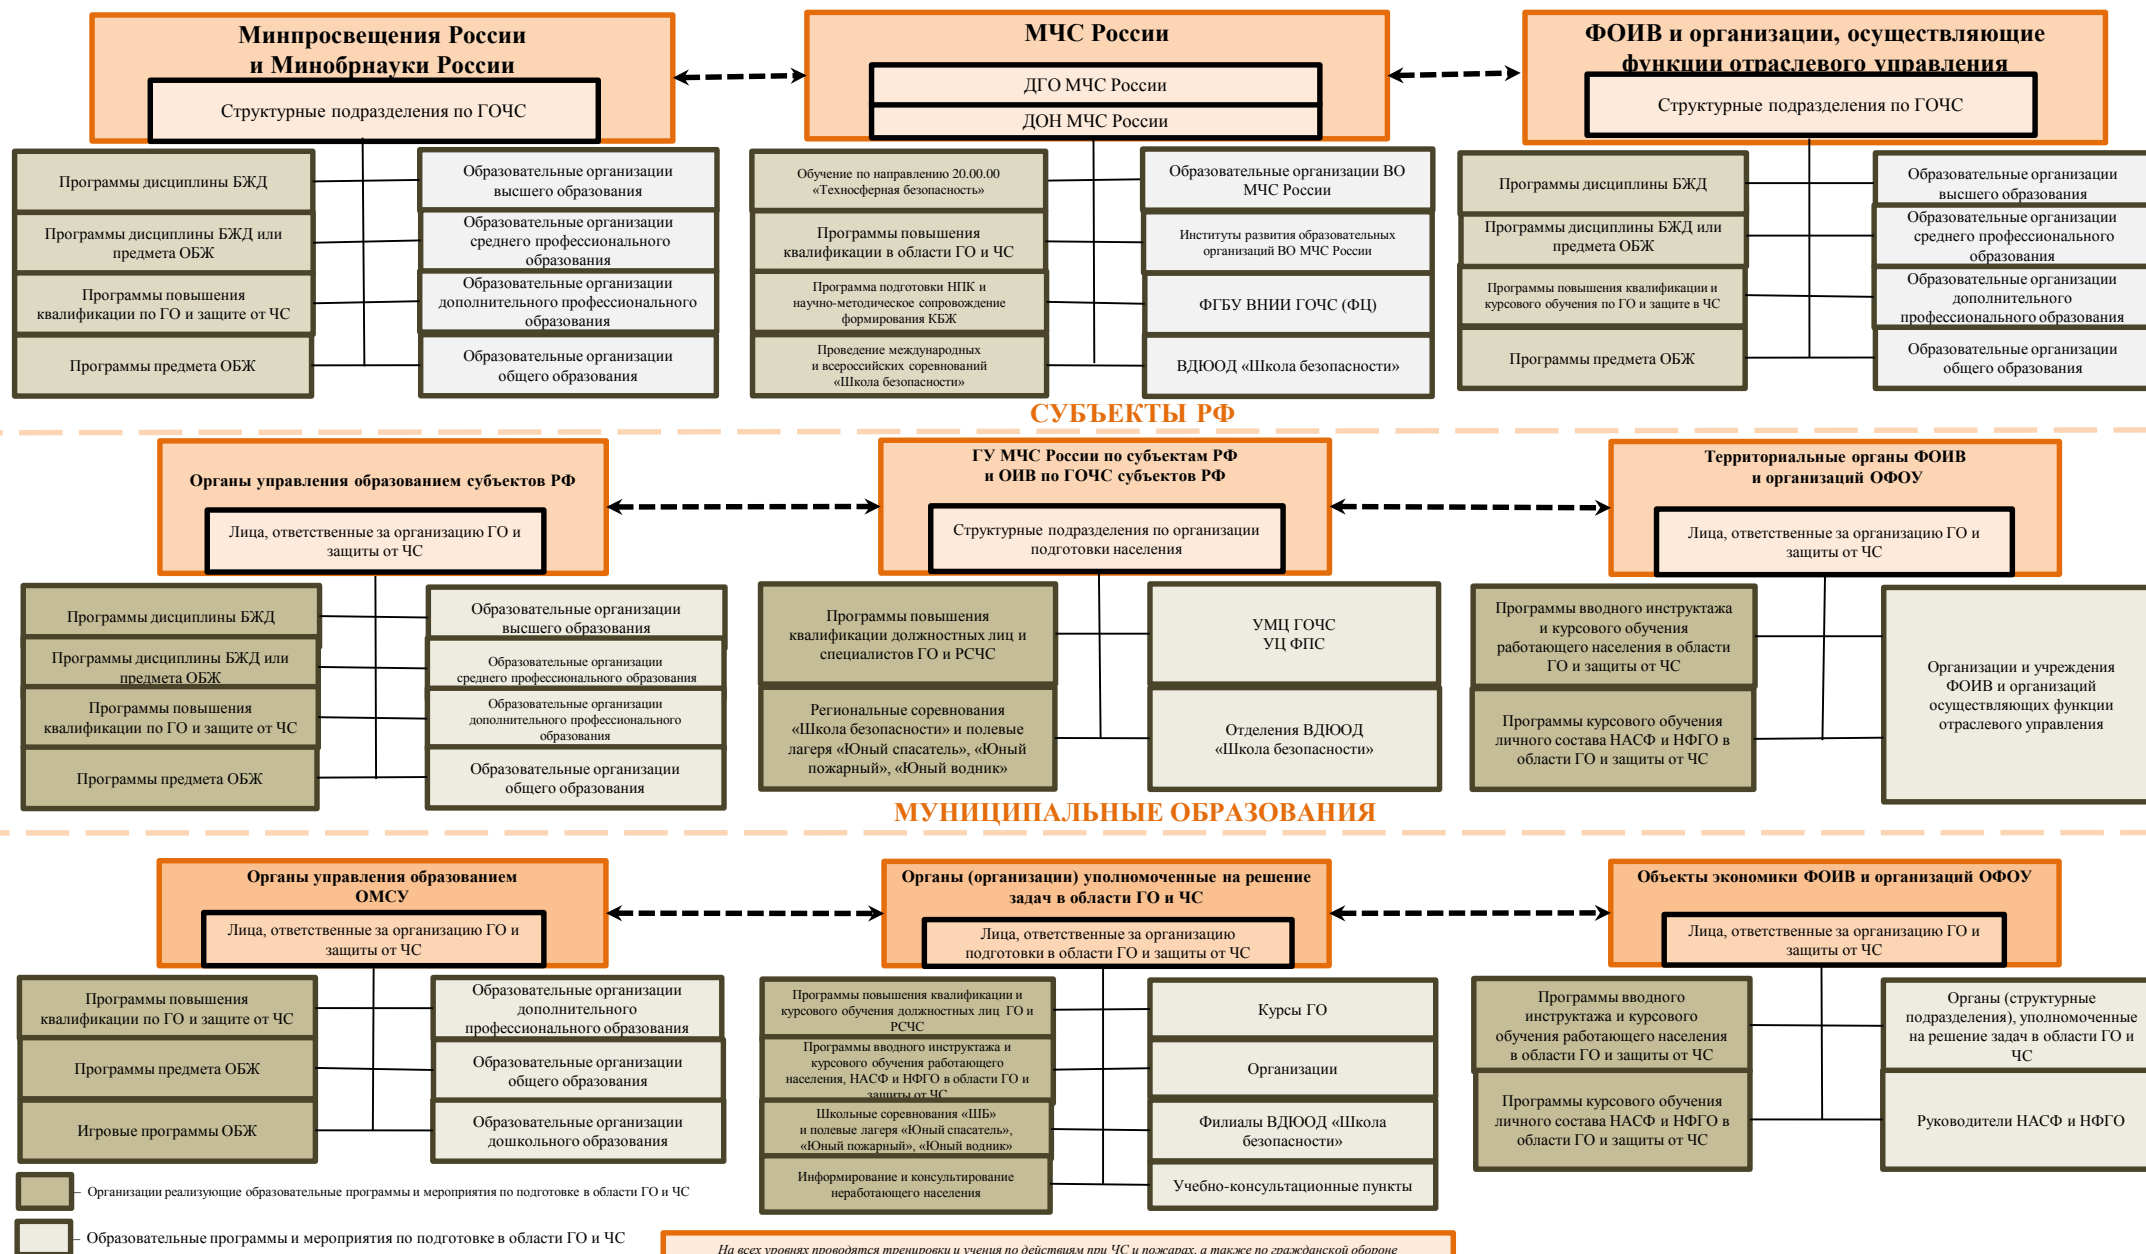 Минпросвещения России
и Минобрнауки России
Структурные подразделения по ГОЧС
Программы дисциплины БЖД
Образовательные организации
высшего образования
Программы дисциплины БЖД или
предмета ОБЖ
Образовательные организации
среднего профессионального
образования
Программы повышения
квалификации по ГО и защите от ЧС
Образовательные организации
дополнительного профессионального
образования
Программы предмета ОБЖ
Образовательные организации
общего образования
МЧС России
ДГО МЧС России
ДОН МЧС России
Обучение по направлению 20.00.00
«Техносферная безопасность»
Образовательные организации ВО
МЧС России
Программы повышения
квалификации в области ГО и ЧС
Институты развития образовательных
организаций ВО МЧС России
Программа подготовки НПК и
научно-методическое сопровождение
формирования КБЖ
ФГБУ ВНИИ ГОЧС (ФЦ)
Проведение международных
и всероссийских соревнований
«Школа безопасности»
ВДЮОД «Школа безопасности»
ФОИВ и организации, осуществляющие
функции отраслевого управления
Структурные подразделения по ГОЧС
Программы дисциплины БЖД
Образовательные организации
высшего образования
Программы дисциплины БЖД или
предмета ОБЖ
Образовательные организации
среднего профессионального
образования
Программы повышения квалификации и
курсового обучения по ГО и защите в ЧС
Образовательные организации
дополнительного
профессионального образования
Программы предмета ОБЖ
Образовательные организации
общего образования
СУБЪЕКТЫ РФ
Органы управления образованием субъектов РФ
Лица, ответственные за организацию ГО и
защиты от ЧС
Программы дисциплины БЖД
Образовательные организации
высшего образования
Программы дисциплины БЖД или
предмета ОБЖ
Образовательные организации
среднего профессионального образования
Программы повышения
квалификации по ГО и защите от ЧС
Образовательные организации
дополнительного профессионального
образования
Программы предмета ОБЖ
Образовательные организации
общего образования
ГУ МЧС России по субъектам РФ
и ОИВ по ГОЧС субъектов РФ
Структурные подразделения по организации
подготовки населения
Программы повышения
квалификации должностных лиц и
специалистов ГО и РСЧС
УМЦ ГОЧС
УЦ ФПС
Региональные соревнования
«Школа безопасности» и полевые
лагеря «Юный спасатель», «Юный
пожарный», «Юный водник»
Отделения ВДЮОД
«Школа безопасности»
Территориальные органы ФОИВ
и организаций ОФОУ
Лица, ответственные за организацию ГО и
защиты от ЧС
Программы вводного инструктажа
и курсового обучения
работающего населения в области
ГО и защиты от ЧС
Программы курсового обучения
личного состава НАСФ и НФГО в
области ГО и защиты от ЧС
Организации и учреждения
ФОИВ и организаций
осуществляющих функции
отраслевого управления
МУНИЦИПАЛЬНЫЕ ОБРАЗОВАНИЯ
Органы управления образованием
ОМСУ
Лица, ответственные за организацию ГО и
защиты от ЧС
Программы повышения
квалификации по ГО и защите от ЧС
Образовательные организации
дополнительного
профессионального образования
Программы предмета ОБЖ
Образовательные организации
общего образования
Игровые программы ОБЖ
Образовательные организации
дошкольного образования
Органы (организации) уполномоченные на решение
задач в области ГО и ЧС
Лица, ответственные за организацию
подготовки в области ГО и защиты от ЧС
Программы повышения квалификации и
курсового обучения должностных лиц ГО и
РСЧС
Курсы ГО
Программы вводного инструктажа и
курсового обучения работающего
населения, НАСФ и НФГО в области ГО и
защиты от ЧС
Организации
Школьные соревнования «ШБ»
и полевые лагеря «Юный спасатель»,
«Юный пожарный», «Юный водник»
Филиалы ВДЮОД «Школа
безопасности»
Информирование и консультирование
неработающего населения
Учебно-консультационные пункты
Объекты экономики ФОИВ и организаций ОФОУ
Лица, ответственные за организацию ГО и
защиты от ЧС
Программы вводного
инструктажа и курсового
обучения работающего населения
в области ГО и защиты от ЧС
Органы (структурные
подразделения), уполномоченные
на решение задач в области ГО и
ЧС
Программы курсового обучения
личного состава НАСФ и НФГО в
области ГО и защиты от ЧС
Руководители НАСФ и НФГО
– Организации реализующие образовательные программы и мероприятия по подготовке в области ГО и ЧС
– Образовательные программы и мероприятия по подготовке в области ГО и ЧС
На всех уровнях проводятся тренировки и учения по действиям при ЧС и пожарах, а также по гражданской обороне